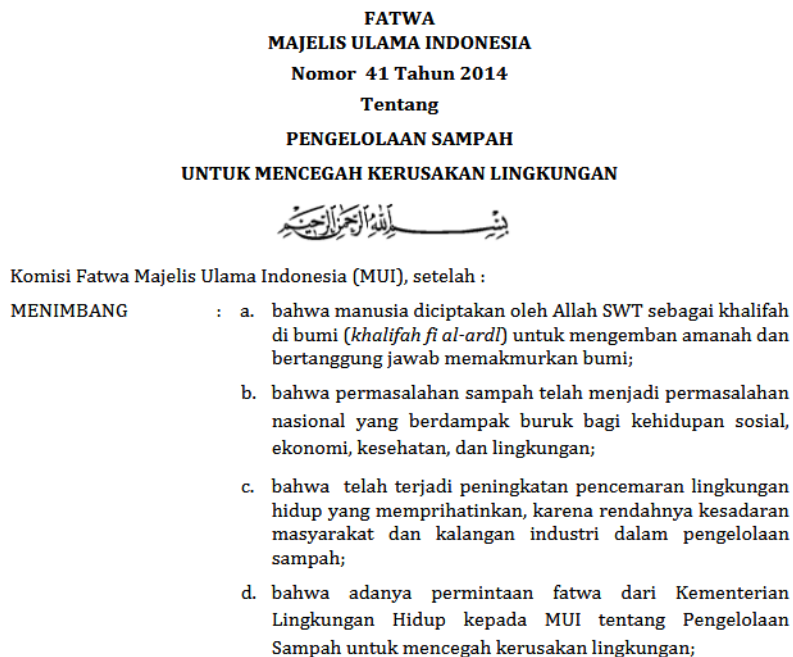 FATWA
MAJELIS ULAMA INDONESIA
Nomor 41 Tahun 2014
Tentang
PENGELOLAAN SAMPAH
UNTUK MENCEGAH KERUSAKAN LINGKUNGAN
بِسْــــــــمِ اللَّهِ الرَّحْمَنِ الرَّحِيْمِ
Komisi Fatwa Majelis Ulama Indonesia (MUI), setelah :
MENIMBANG : a. bahwa manusia diciptakan oleh Allah SWT sebagai khalifah
di bumi (khalifah fi al-ardl) untuk mengemban amanah dan
bertanggung jawab memakmurkan bumi;
b. bahwa permasalahan sampah telah menjadi permasalahan
nasional yang berdampak buruk bagi kehidupan sosial,
ekonomi, kesehatan, dan lingkungan;
c. bahwa telah terjadi peningkatan pencemaran lingkungan
hidup yang memprihatinkan, karena rendahnya kesadaran
masyarakat dan kalangan industri dalam pengelolaan
sampah;
d. bahwa adanya permintaan fatwa dari Kementerian
Lingkungan Hidup kepada MUI tentang Pengelolaan
Sampah untuk mencegah kerusakan lingkungan;